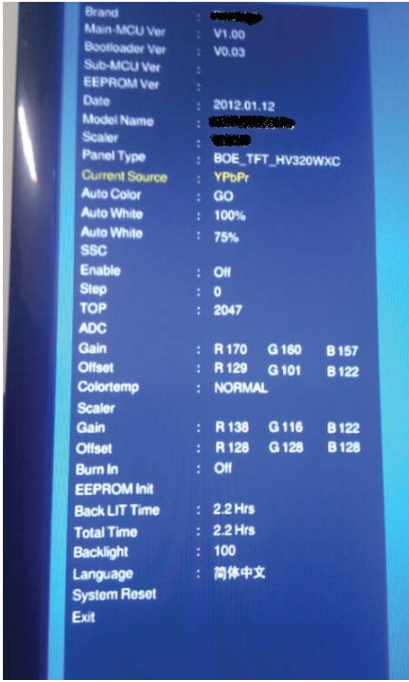 Brand :
Main-MCU Ver : V1.00
Bootloader Ver : V0.03
Sub-MCU Ver :
EEPROM Ver :
Date : 2012.01.12
Model Name :
Scaler :
Panel Type : BOE_TFT_HV320WXC
Current Source : YPbPr
Auto Color : GO
Auto White : 100%
Auto White : 75%
SSC
Enable : Off
Step : 0
TOP : 2047
ADC
Gain : R 170 G 160 B 157
Offset : R 129 G 101 B 122
Colortemp : NORMAL
Scaler
Gain : R 138 G 116 B 122
Offset : R 128 G 128 B 128
Burn In : Off
EEPROM Init
Back LIT Time : 2.2 Hrs
Total Time : 2.2 Hrs
Backlight : 100
Language : 简体中文
System Reset
Exit